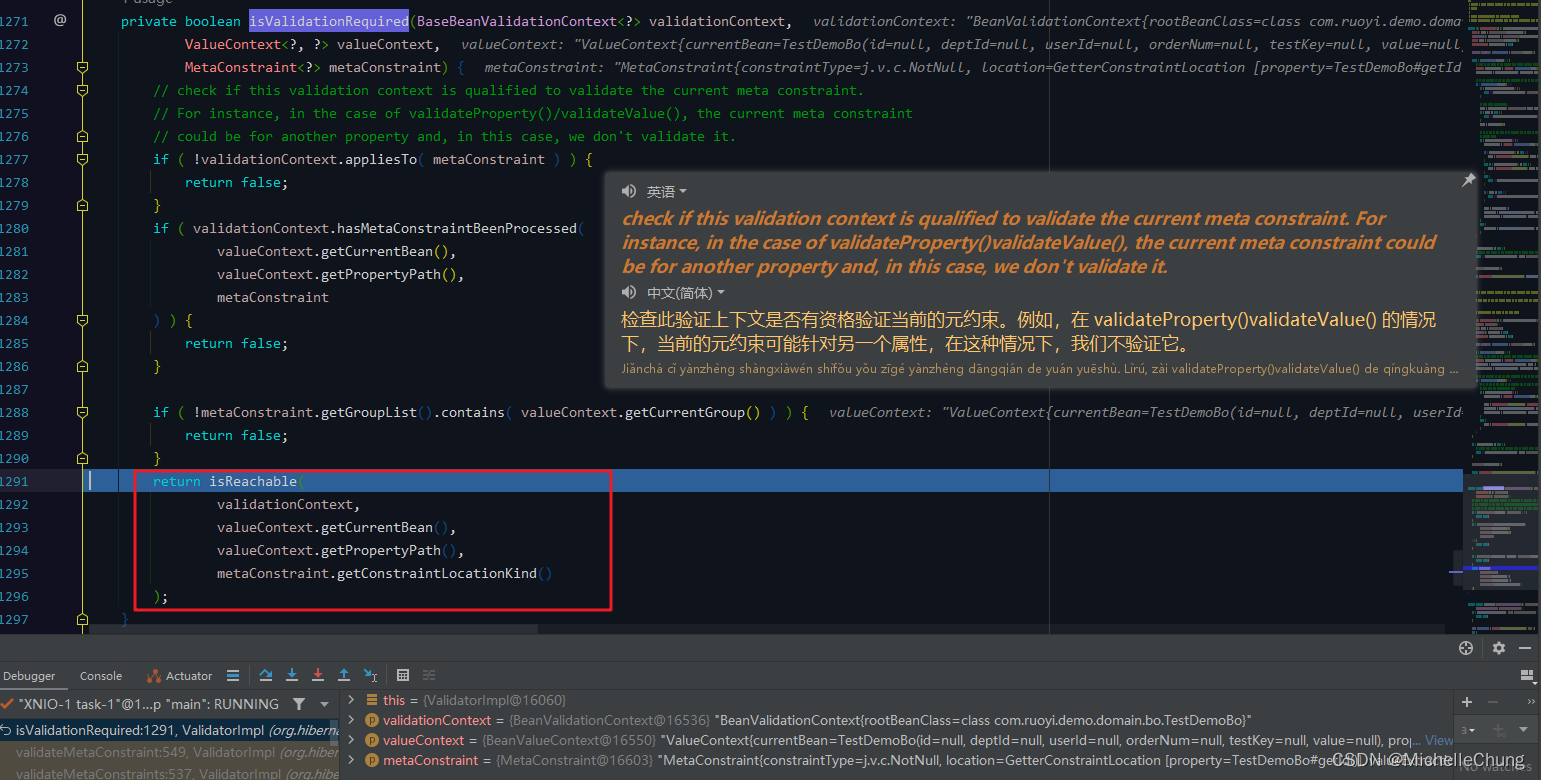 1271 @ private boolean isValidationRequired(BaseBeanValidationContext<?> validationContext, validationContext: "BeanValidationContext{rootBeanClass=class com.ruoyi.demo.doma
1272 ValueContext<?, ?> valueContext, valueContext: "ValueContext{currentBean=TestDemoBo(id=null, deptId=null, userId=null, orderNum=null, testKey=null, value=null
1273 MetaConstraint<?> metaConstraint) { metaConstraint: "MetaConstraint{constraintType=j.v.c.NotNull, location=GetterConstraintLocation [property=TestDemoBo#getId
1274 // check if this validation context is qualified to validate the current meta constraint.
1275 // For instance, in the case of validateProperty()/validateValue(), the current meta constraint
1276 // could be for another property and, in this case, we don't validate it.
1277 if ( !validationContext.appliesTo( metaConstraint ) ) {
1278 return false;
1279 }
1280 if ( validationContext.hasMetaConstraintBeenProcessed(
1281 valueContext.getCurrentBean(),
1282 valueContext.getPropertyPath(),
1283 metaConstraint
1284 ) ) {
1285 return false;
1286 }
1287
1288 if ( !metaConstraint.getGroupList().contains( valueContext.getCurrentGroup() ) ) { valueContext: "ValueContext{currentBean=TestDemoBo(id=null, deptId=null, userId=
1289 return false;
1290 }
1291 return isReachable(
1292 validationContext,
1293 valueContext.getCurrentBean(),
1294 valueContext.getPropertyPath(),
1295 metaConstraint.getConstraintLocationKind()
1296 );
1297 }
英语
check if this validation context is qualified to validate the current meta constraint. For
instance, in the case of validateProperty()validateValue(), the current meta constraint could
be for another property and, in this case, we don't validate it.
中文(简体)
检查此验证上下文是否有资格验证当前的元约束。例如，在 validateProperty()validateValue() 的情况
下，当前的元约束可能针对另一个属性，在这种情况下，我们不验证它。
Jiǎnchá cǐ yànzhèng shàngxiàwén shìfǒu yǒu zīgé yànzhèng dāngqián de yuán yuēshù. Lìrú, zài validateProperty()validateValue() de qíngkuàng ...
Debugger Console Actuator
"XNIO-1 task-1"@1...p "main": RUNNING
isValidationRequired:1291, ValidatorImpl (org.hiberna
validateMetaConstraint:549, ValidatorImpl (org.hiberna
validateMetaConstraints:537, ValidatorImpl (org.hibe
this = {ValidatorImpl@16060}
validationContext = {BeanValidationContext@16536} "BeanValidationContext{rootBeanClass=class com.ruoyi.demo.domain.bo.TestDemoBo}"
valueContext = {BeanValueContext@16550} "ValueContext{currentBean=TestDemoBo(id=null, deptId=null, userId=null, orderNum=null, testKey=null, value=null), prop... View
metaConstraint = {MetaConstraint@16603} "MetaConstraint{constraintType=j.v.c.NotNull, location=GetterConstraintLocation [property=TestDemoBo#getId
3
No watches
CSDN @MichelleChung